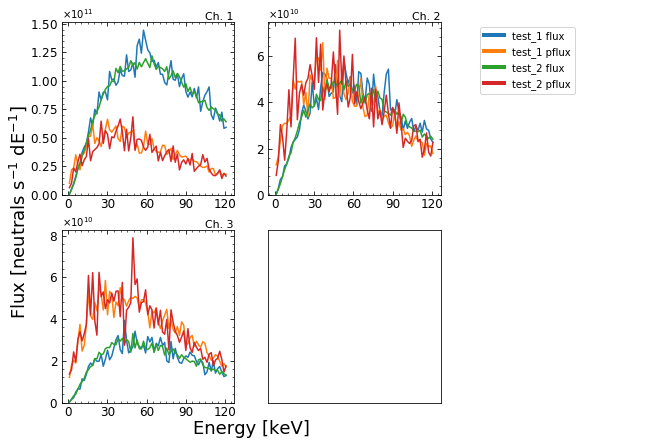 ×10¹¹ Ch. 1
1.50
1.25
1.00
0.75
0.50
0.25
0.00
0 30 60 90 120
×10¹⁰ Ch. 2
6
4
2
0
0 30 60 90 120
test_1 flux
test_1 pflux
test_2 flux
test_2 pflux
×10¹⁰ Ch. 3
8
6
4
2
0
0 30 60 90 120
Flux [neutrals s⁻¹ dE⁻¹]
Energy [keV]